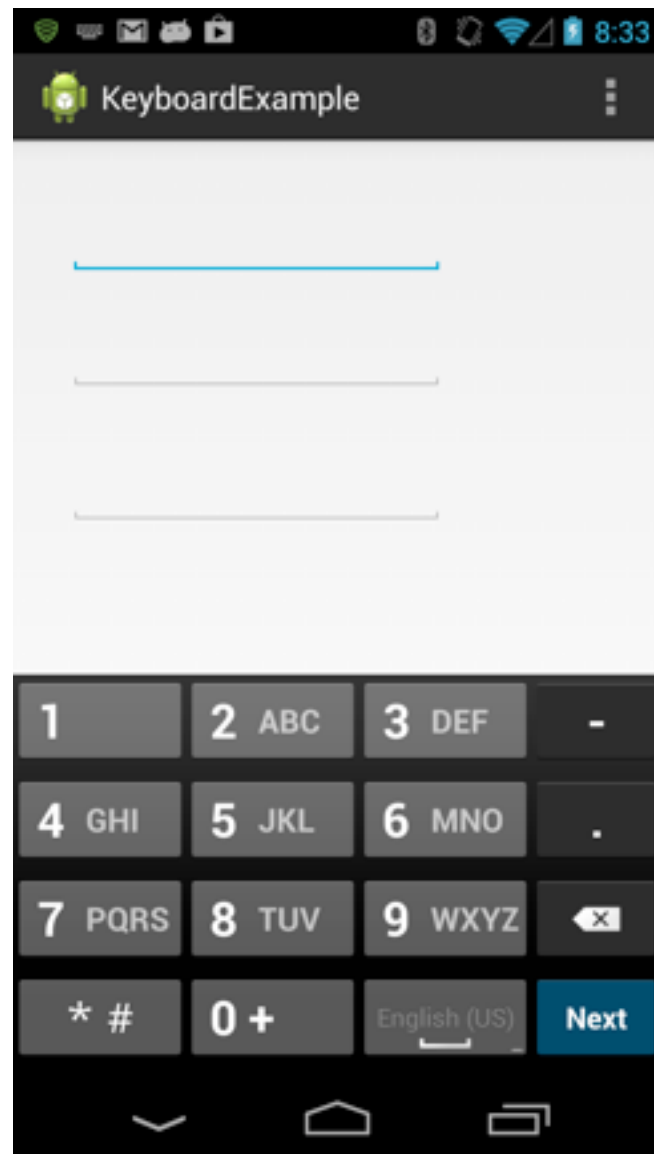 8:33
KeyboardExample
1 2 ABC 3 DEF -
4 GHI 5 JKL 6 MNO .
7 PQRS 8 TUV 9 WXYZ
* # 0 + English (US) Next